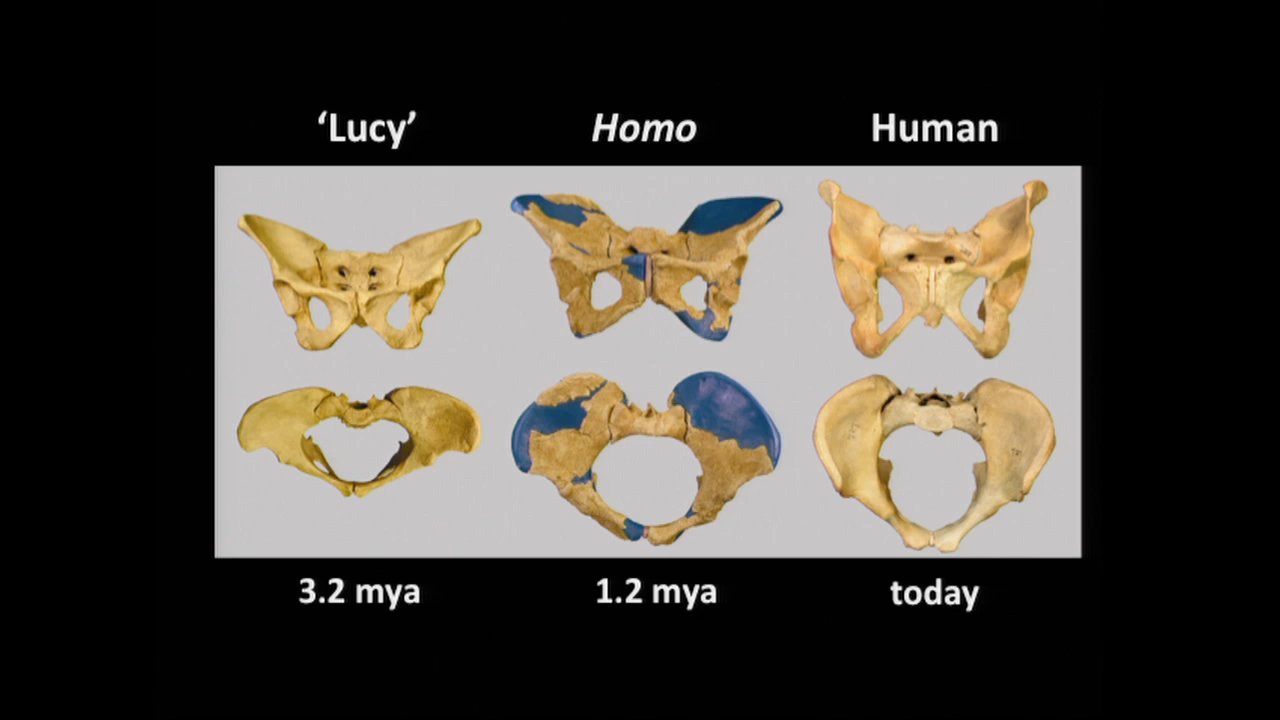 ‘Lucy’
Homo
Human
3.2 mya
1.2 mya
today